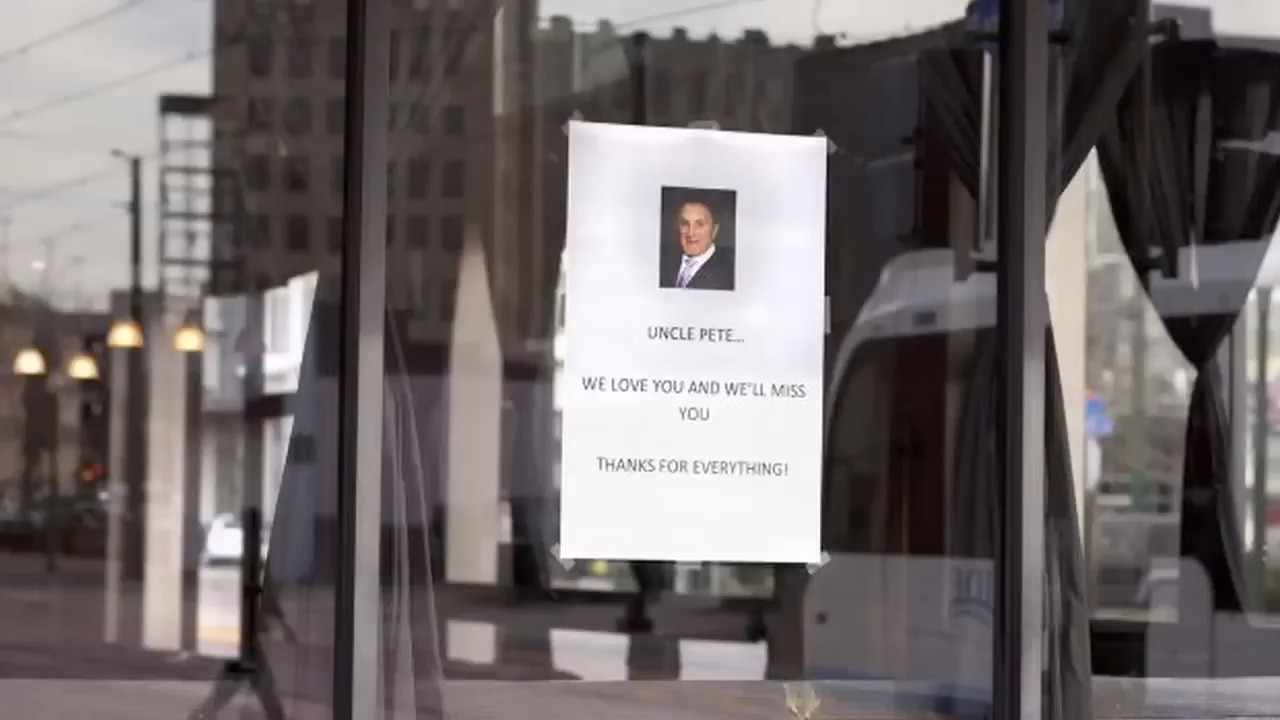 UNCLE PETE...
WE LOVE YOU AND WE'LL MISS
YOU
THANKS FOR EVERYTHING!